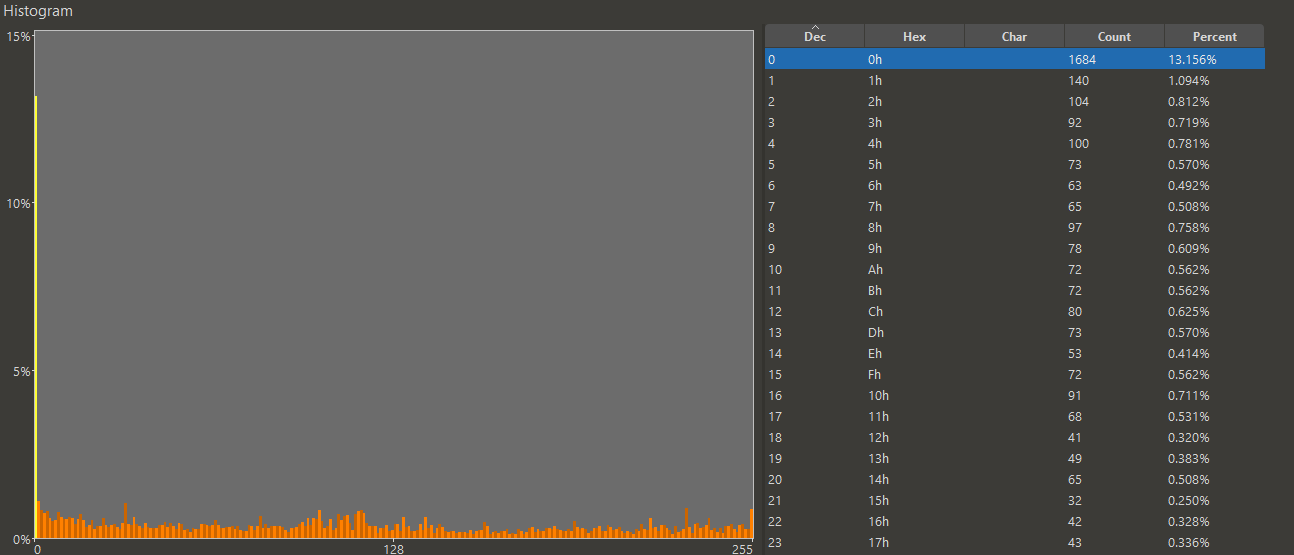 Histogram
15%
10%
5%
0%
0 128 255
Dec Hex Char Count Percent
0 0h 1684 13.156%
1 1h 140 1.094%
2 2h 104 0.812%
3 3h 92 0.719%
4 4h 100 0.781%
5 5h 73 0.570%
6 6h 63 0.492%
7 7h 65 0.508%
8 8h 97 0.758%
9 9h 78 0.609%
10 Ah 72 0.562%
11 Bh 72 0.562%
12 Ch 80 0.625%
13 Dh 73 0.570%
14 Eh 53 0.414%
15 Fh 72 0.562%
16 10h 91 0.711%
17 11h 68 0.531%
18 12h 41 0.320%
19 13h 49 0.383%
20 14h 65 0.508%
21 15h 32 0.250%
22 16h 42 0.328%
23 17h 43 0.336%